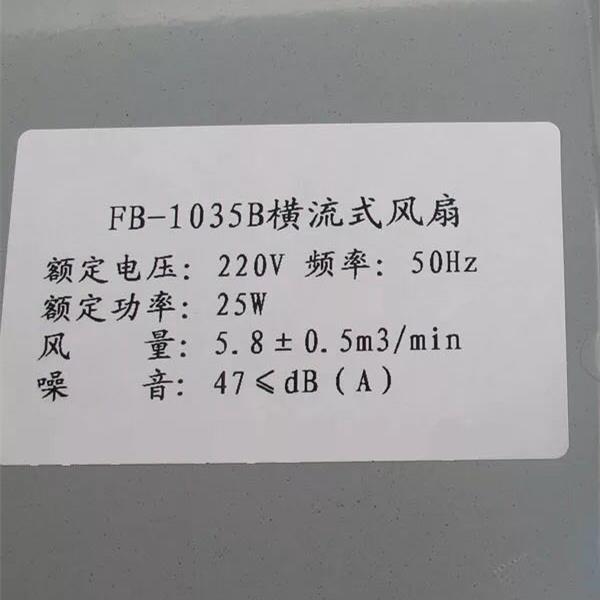 FB-1035B横流式风扇
额定电压: 220V 频率: 50Hz
额定功率: 25W
风 量: 5.8±0.5m3/min
噪 音: 47≤dB(A)